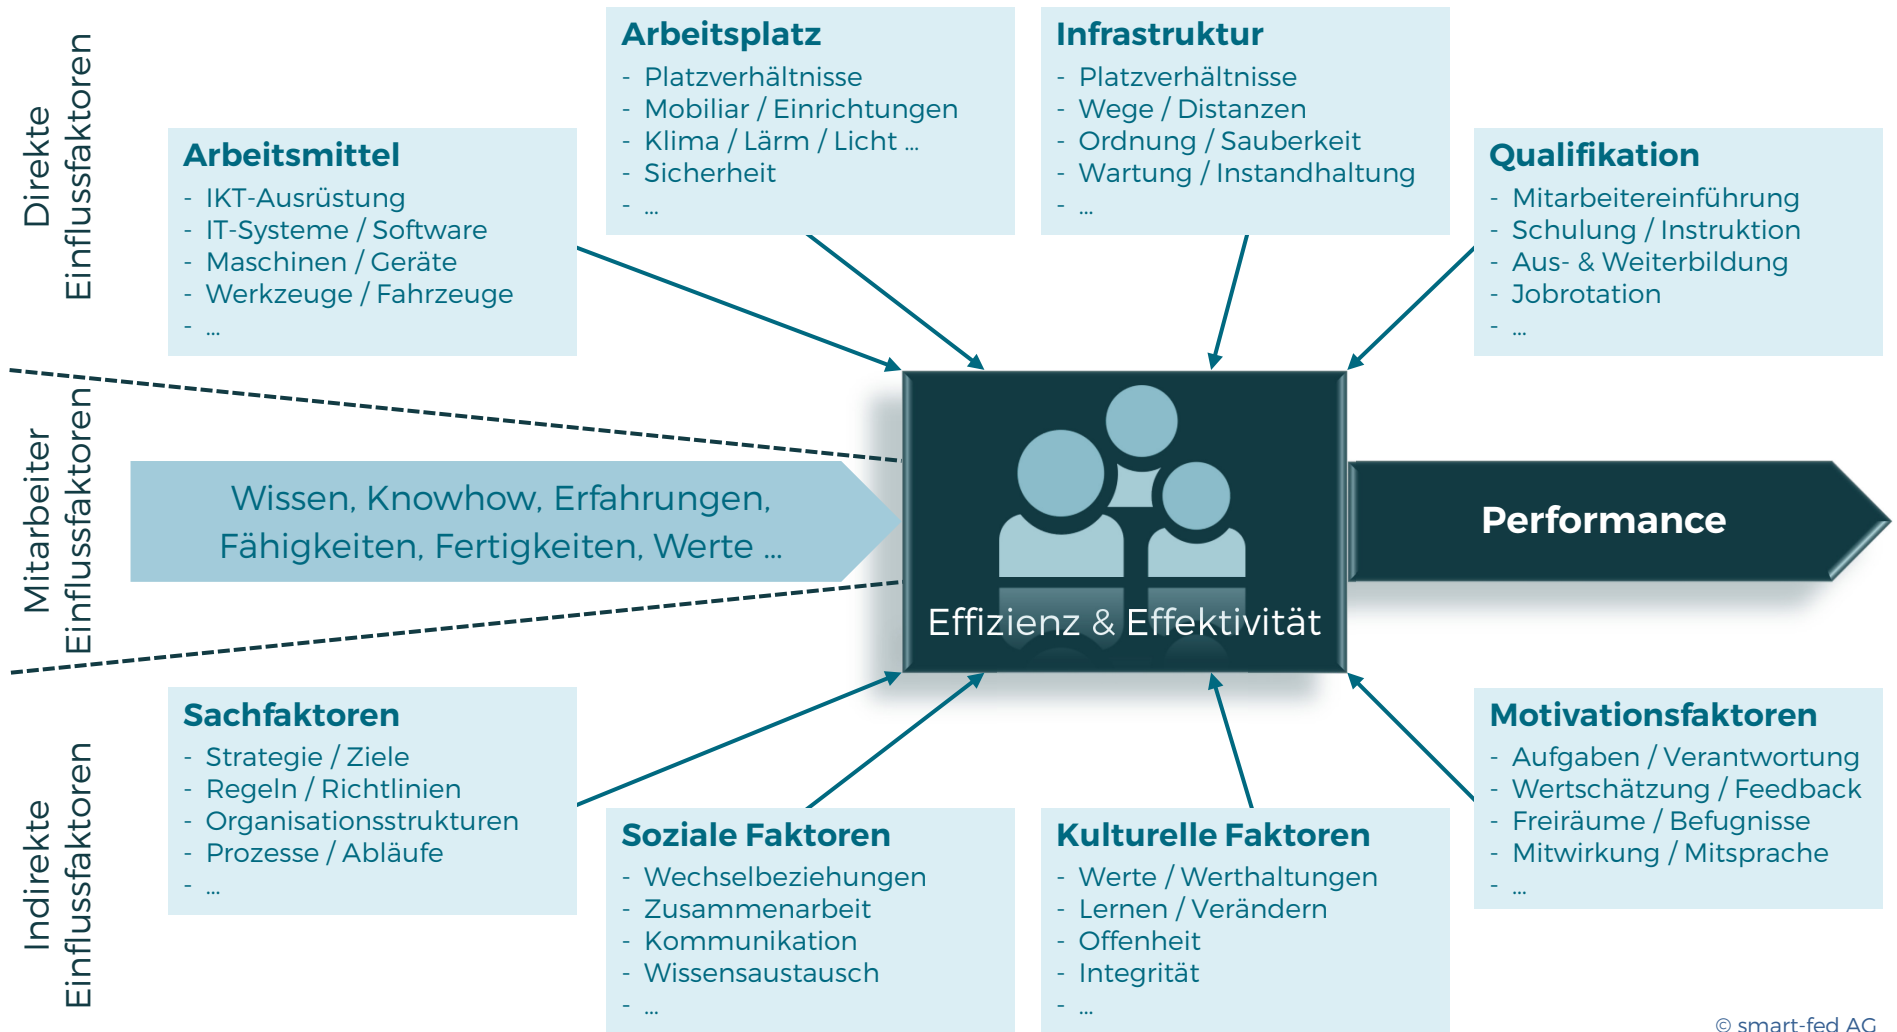 Direkte
Einflussfaktoren
Arbeitsmittel
- IKT-Ausrüstung
- IT-Systeme / Software
- Maschinen / Geräte
- Werkzeuge / Fahrzeuge
- ...
Arbeitsplatz
- Platzverhältnisse
- Mobiliar / Einrichtungen
- Klima / Lärm / Licht ...
- Sicherheit
- ...
Infrastruktur
- Platzverhältnisse
- Wege / Distanzen
- Ordnung / Sauberkeit
- Wartung / Instandhaltung
- ...
Qualifikation
- Mitarbeitereinführung
- Schulung / Instruktion
- Aus- & Weiterbildung
- Jobrotation
- ...
Mitarbeiter
Einflussfaktoren
Wissen, Knowhow, Erfahrungen,
Fähigkeiten, Fertigkeiten, Werte ...
Effizienz & Effektivität
Performance
Indirekte
Einflussfaktoren
Sachfaktoren
- Strategie / Ziele
- Regeln / Richtlinien
- Organisationsstrukturen
- Prozesse / Abläufe
- ...
Soziale Faktoren
- Wechselbeziehungen
- Zusammenarbeit
- Kommunikation
- Wissensaustausch
- ...
Kulturelle Faktoren
- Werte / Werthaltungen
- Lernen / Verändern
- Offenheit
- Integrität
- ...
Motivationsfaktoren
- Aufgaben / Verantwortung
- Wertschätzung / Feedback
- Freiräume / Befugnisse
- Mitwirkung / Mitsprache
- ...
© smart-fed AG